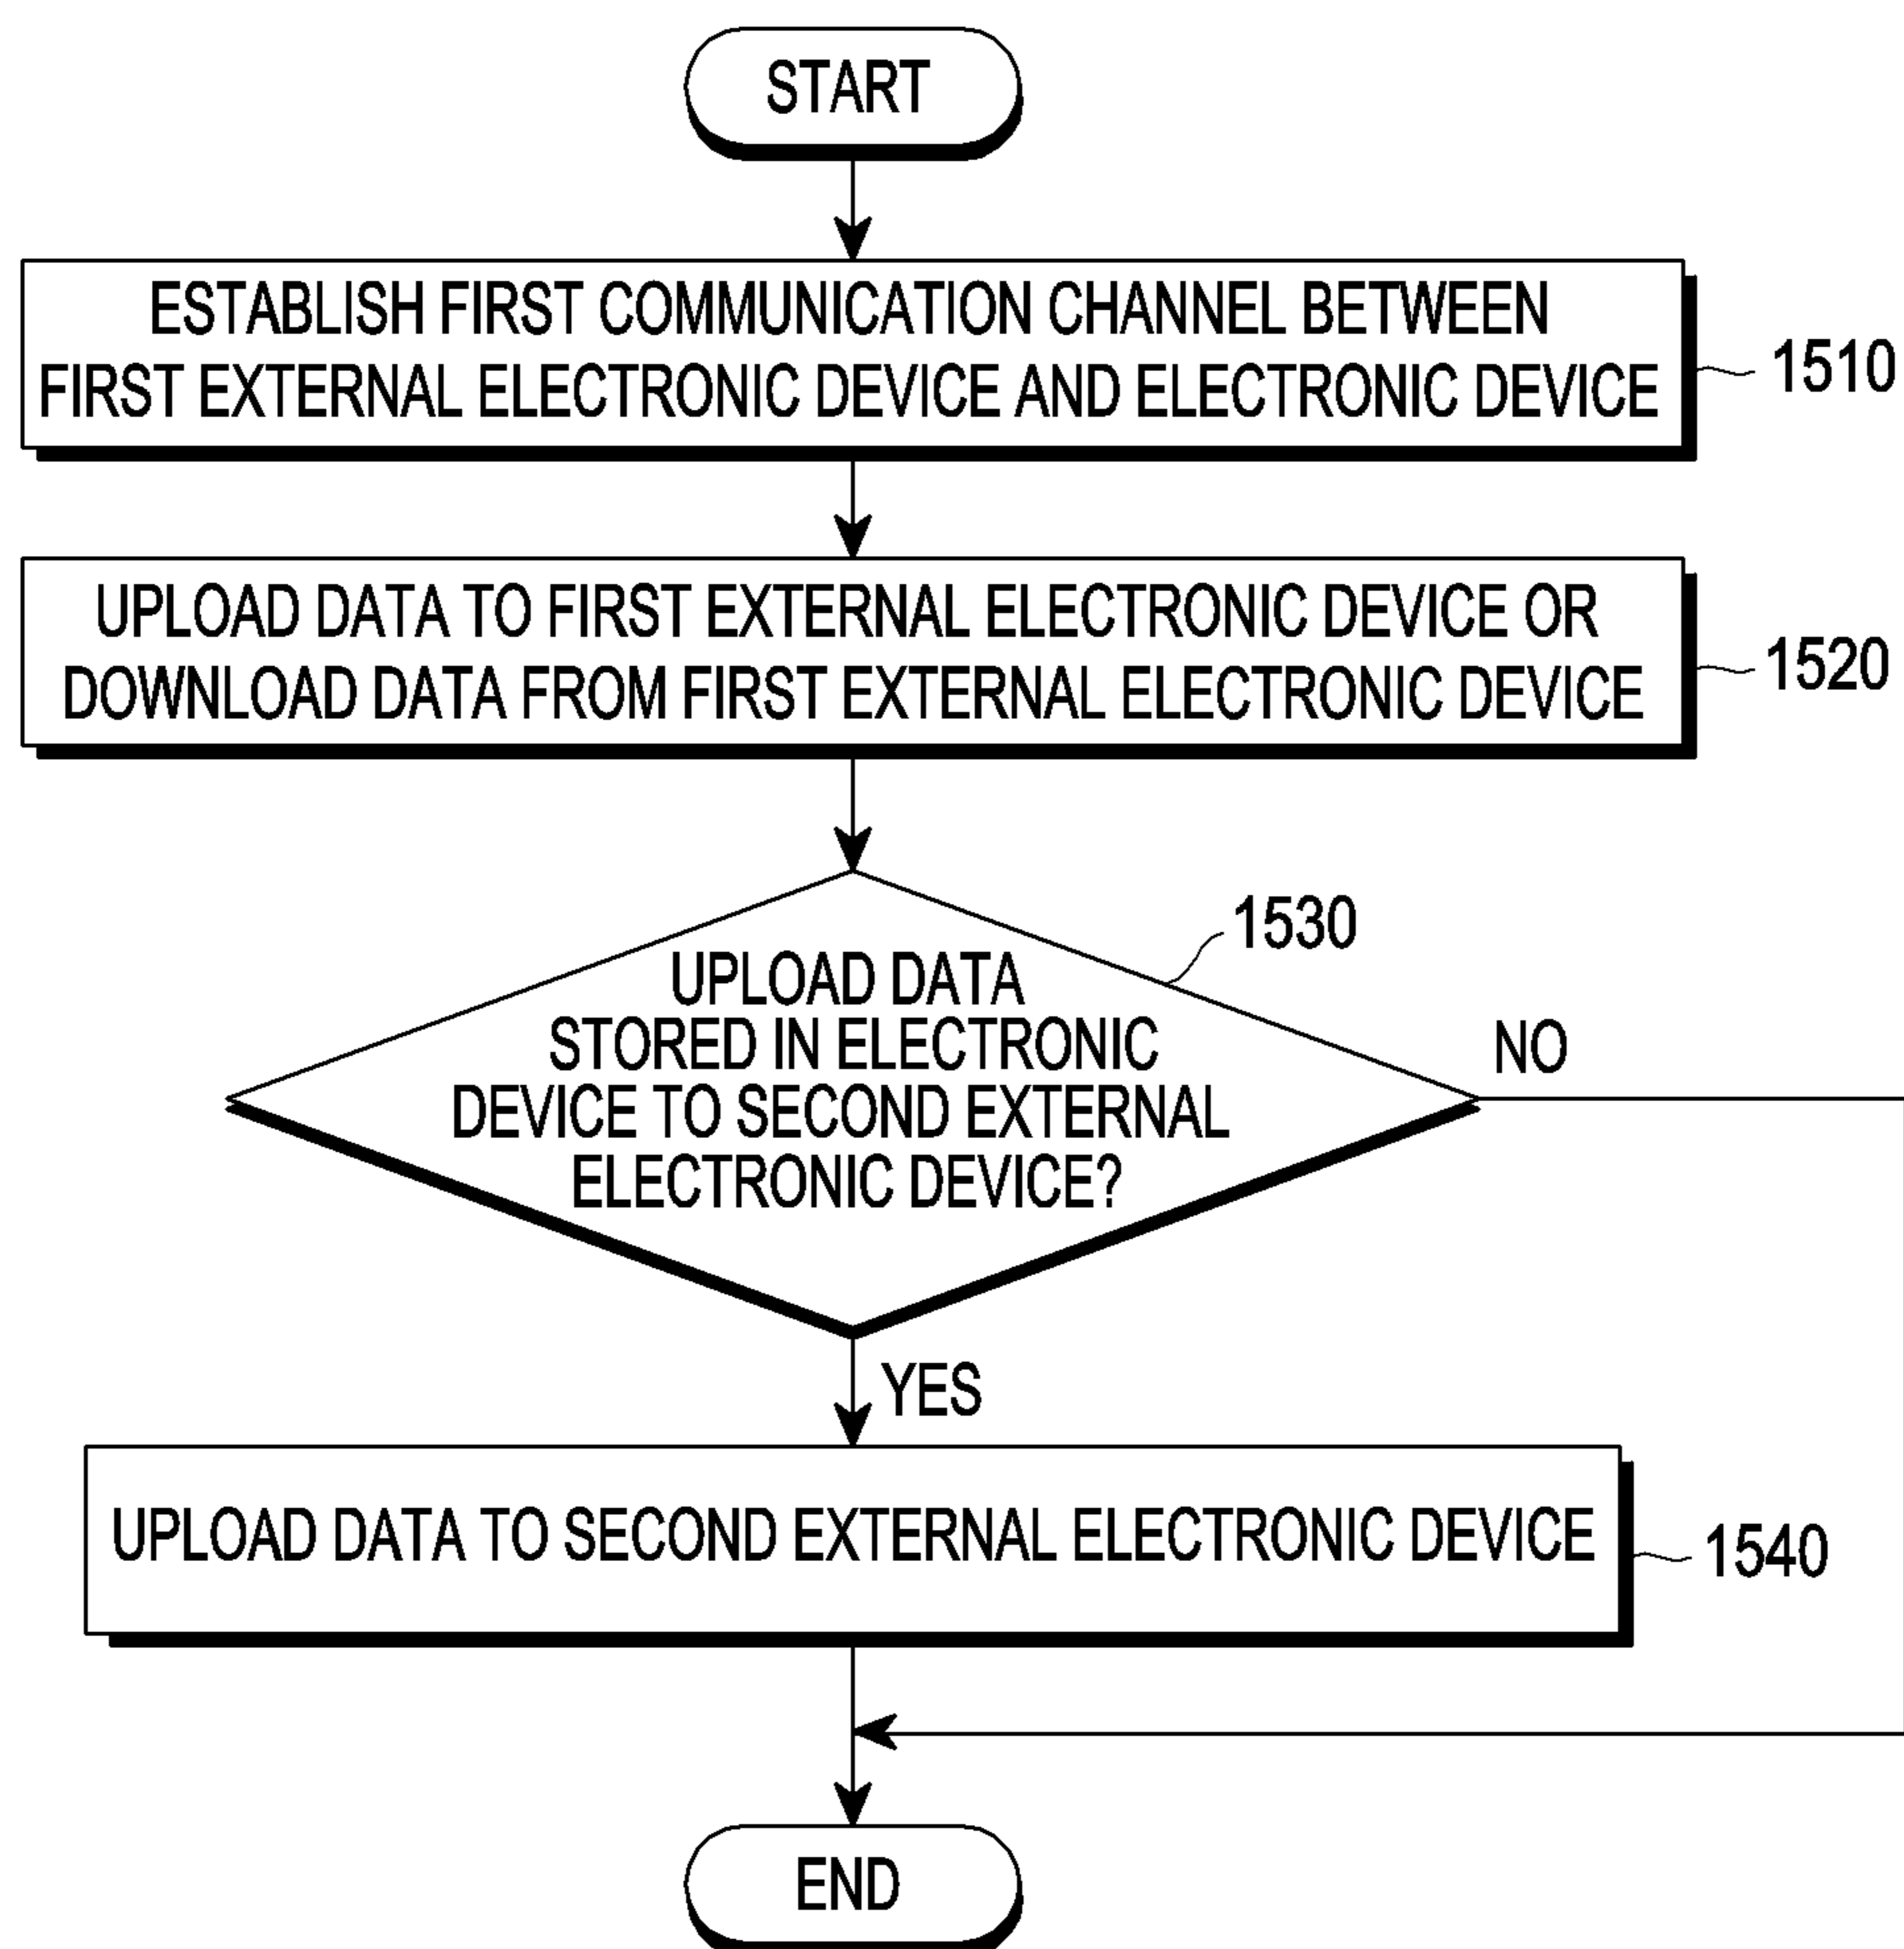 START
ESTABLISH FIRST COMMUNICATION CHANNEL BETWEEN
FIRST EXTERNAL ELECTRONIC DEVICE AND ELECTRONIC DEVICE
1510
UPLOAD DATA TO FIRST EXTERNAL ELECTRONIC DEVICE OR
DOWNLOAD DATA FROM FIRST EXTERNAL ELECTRONIC DEVICE
1520
1530
UPLOAD DATA
STORED IN ELECTRONIC
DEVICE TO SECOND EXTERNAL
ELECTRONIC DEVICE?
NO
YES
UPLOAD DATA TO SECOND EXTERNAL ELECTRONIC DEVICE
1540
END